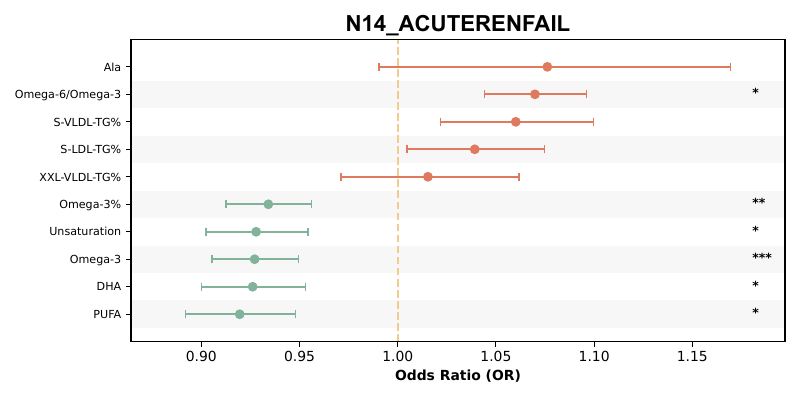 N14_ACUTERENFAIL
Ala
Omega-6/Omega-3 *
S-VLDL-TG%
S-LDL-TG%
XXL-VLDL-TG%
Omega-3% **
Unsaturation *
Omega-3 ***
DHA *
PUFA *
0.90 0.95 1.00 1.05 1.10 1.15
Odds Ratio (OR)